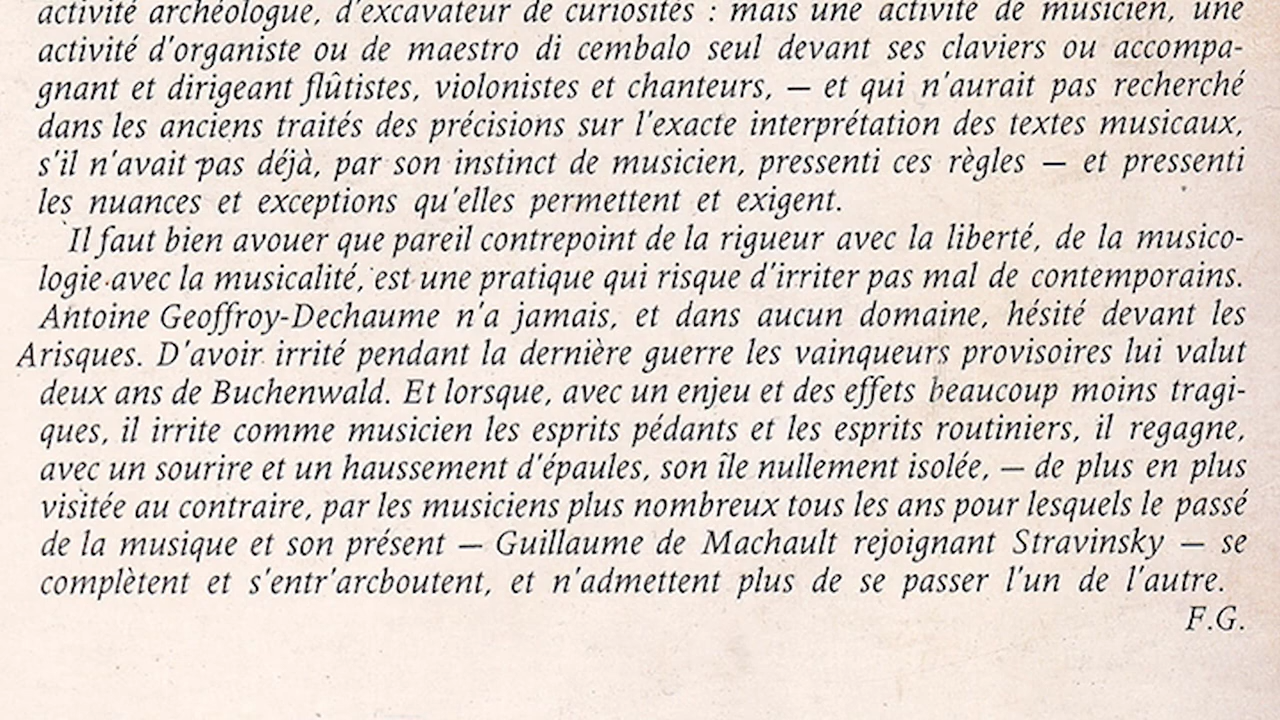 activité archéologue, d'excavateur de curiosités : mais une activité de musicien, une
activité d'organiste ou de maestro di cembalo seul devant ses claviers ou accompa-
gnant et dirigeant flûtistes, violonistes et chanteurs, — et qui n'aurait pas recherché
dans les anciens traités des précisions sur l'exacte interprétation des textes musicaux,
s'il n'avait pas déjà, par son instinct de musicien, pressenti ces règles — et pressenti
les nuances et exceptions qu'elles permettent et exigent.
Il faut bien avouer que pareil contrepoint de la rigueur avec la liberté, de la musico-
logie avec la musicalité, est une pratique qui risque d'irriter pas mal de contemporains.
Antoine Geoffroy-Dechaume n'a jamais, et dans aucun domaine, hésité devant les
Arisques. D'avoir irrité pendant la dernière guerre les vainqueurs provisoires lui valut
deux ans de Buchenwald. Et lorsque, avec un enjeu et des effets beaucoup moins tragi-
ques, il irrite comme musicien les esprits pédants et les esprits routiniers, il regagne,
avec un sourire et un haussement d'épaules, son île nullement isolée, — de plus en plus
visitée au contraire, par les musiciens plus nombreux tous les ans pour lesquels le passé
de la musique et son présent — Guillaume de Machault rejoignant Stravinsky — se
complètent et s'entr'arcboutent, et n'admettent plus de se passer l'un de l'autre.
F.G.